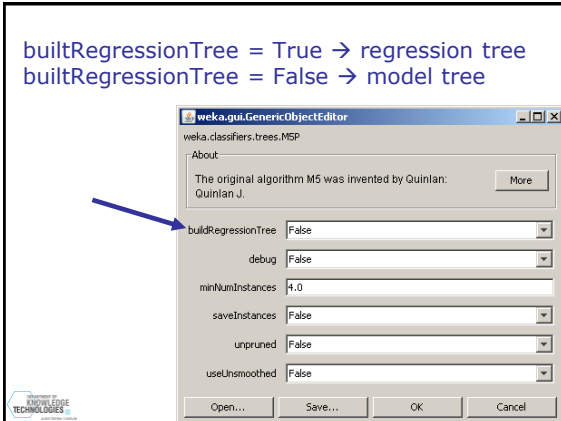 builtRegressionTree = True → regression tree
builtRegressionTree = False → model tree
weka.gui.GenericObjectEditor
weka.classifiers.trees.M5P
About
The original algorithm M5 was invented by Quinlan:
Quinlan J.
More
buildRegressionTree False
debug False
minNumInstances 4.0
saveInstances False
unpruned False
useUnsmoothed False
Open... Save... OK Cancel
DEPARTMENT OF
KNOWLEDGE
TECHNOLOGIES